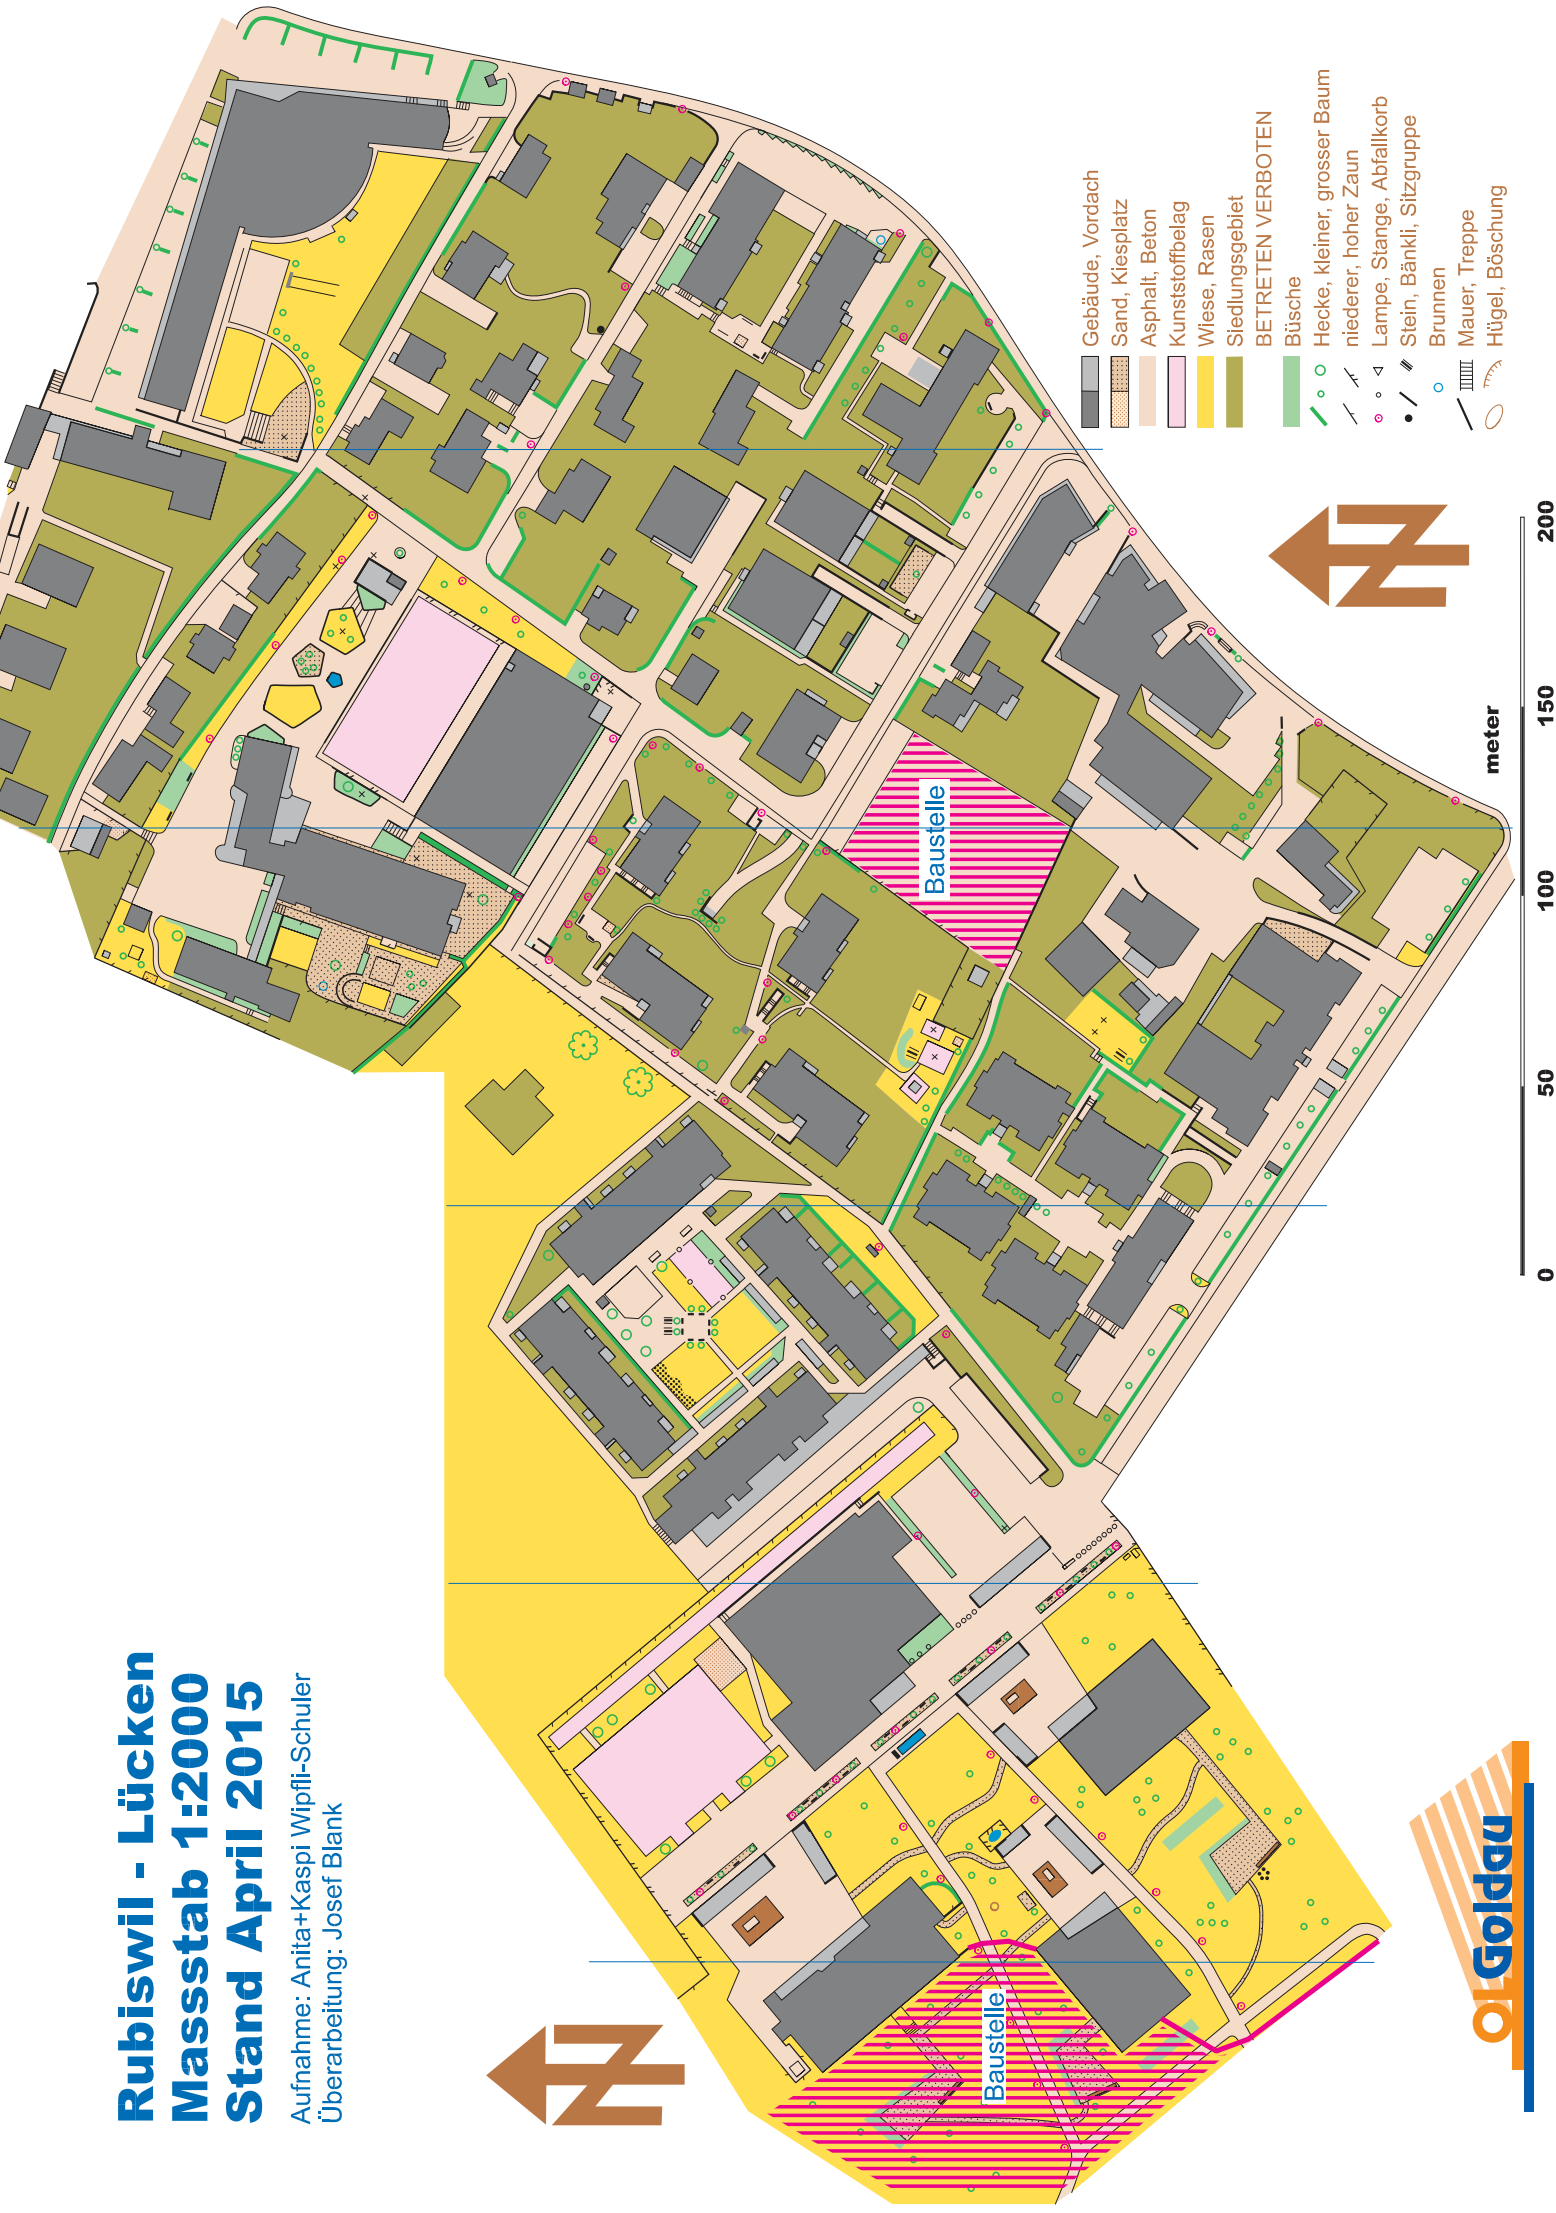 Rubiswil - Lücken
Massstab 1:2000
Stand April 2015
Aufnahme: Anita+Kaspi Wipfli-Schuler
Überarbeitung: Josef Blank
N
Baustelle
Baustelle
N
Gebäude, Vordach
Sand, Kiesplatz
Asphalt, Beton
Kunststoffbelag
Wiese, Rasen
Siedlungsgebiet
BETRETEN VERBOTEN
Büsche
Hecke, kleiner, grosser Baum
niederer, hoher Zaun
Lampe, Stange, Abfallkorb
Stein, Bänkli, Sitzgruppe
Brunnen
Mauer, Treppe
Hügel, Böschung
meter
0 50 100 150 200
OL Goldau